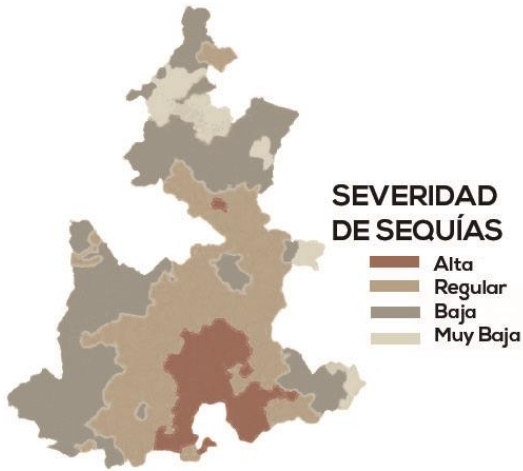 SEVERIDAD
DE SEQUÍAS
Alta
Regular
Baja
Muy Baja